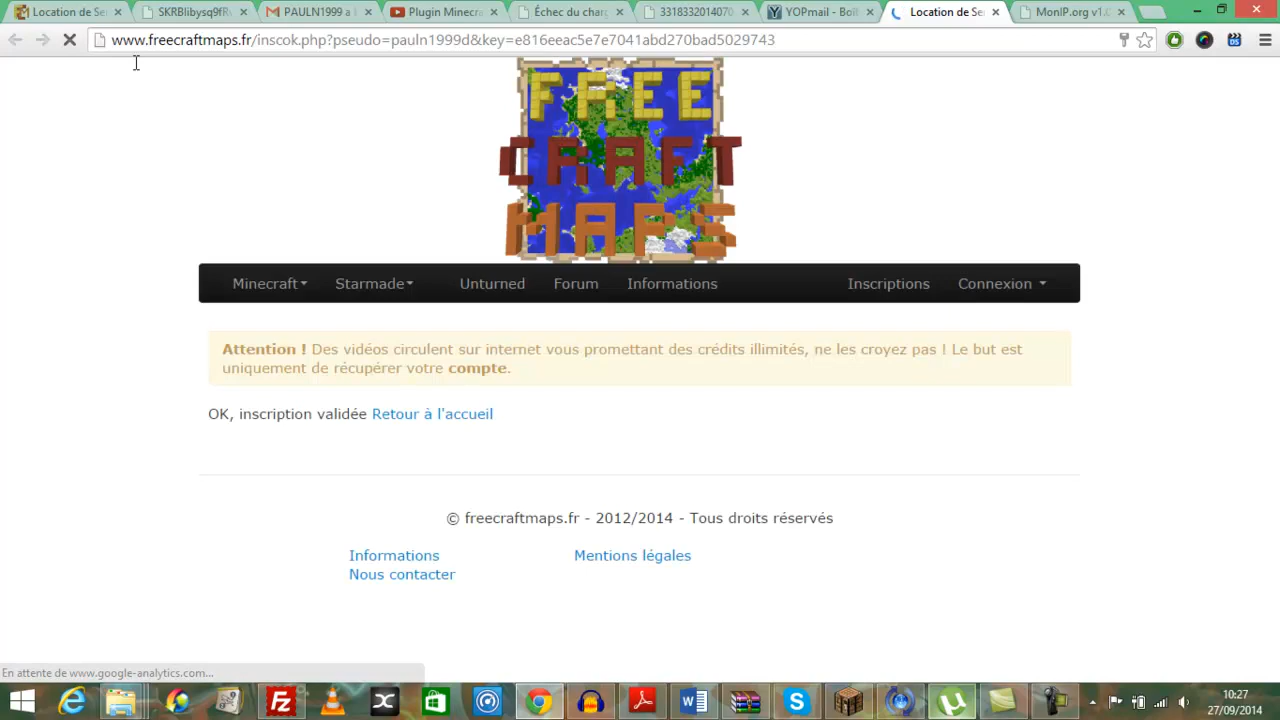 Location de Se
SKRBlibysq9fRv
PAULN1999 a l
Plugin Minecra
Échec du charg
3318332014070
YOPmail - Boî
Location de Se
MonIP.org v1.0
www.freecraftmaps.fr/inscok.php?pseudo=pauln1999d&key=e816eeac5e7e7041abd270bad5029743
FREE
CRAFT
MAPS
Minecraft Starmade Unturned Forum Informations Inscriptions Connexion
Attention ! Des vidéos circulent sur internet vous promettant des crédits illimités, ne les croyez pas ! Le but est
uniquement de récupérer votre compte.
OK, inscription validée Retour à l'accueil
© freecraftmaps.fr - 2012/2014 - Tous droits réservés
Informations Mentions légales
Nous contacter
En attente de www.google-analytics.com...
10:27
27/09/2014